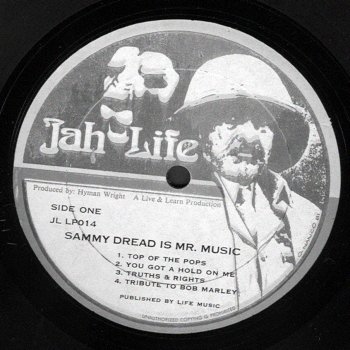 Jah Life
Produced by: Hyman Wright A Live & Learn Production
SIDE ONE
JL LP014
SAMMY DREAD IS MR. MUSIC
1. TOP OF THE POPS
2. YOU GOT A HOLD ON ME
3. TRUTHS & RIGHTS
4. TRIBUTE TO BOB MARLEY
PUBLISHED BY LIFE MUSIC
UNAUTHORIZED COPYING IS PROHIBITED